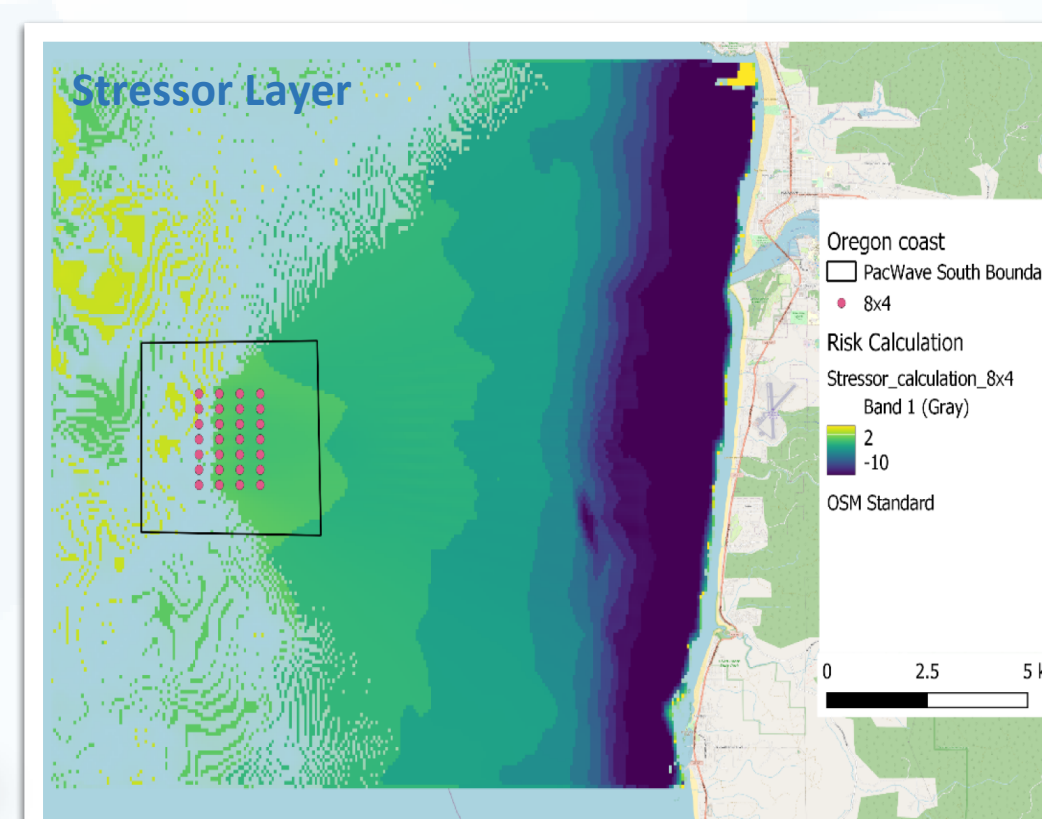 Stressor Layer
Oregon coast
PacWave South Bounda
8x4
Risk Calculation
Stressor_calculation_8x4
Band 1 (Gray)
2
-10
OSM Standard
0 2.5 5 k